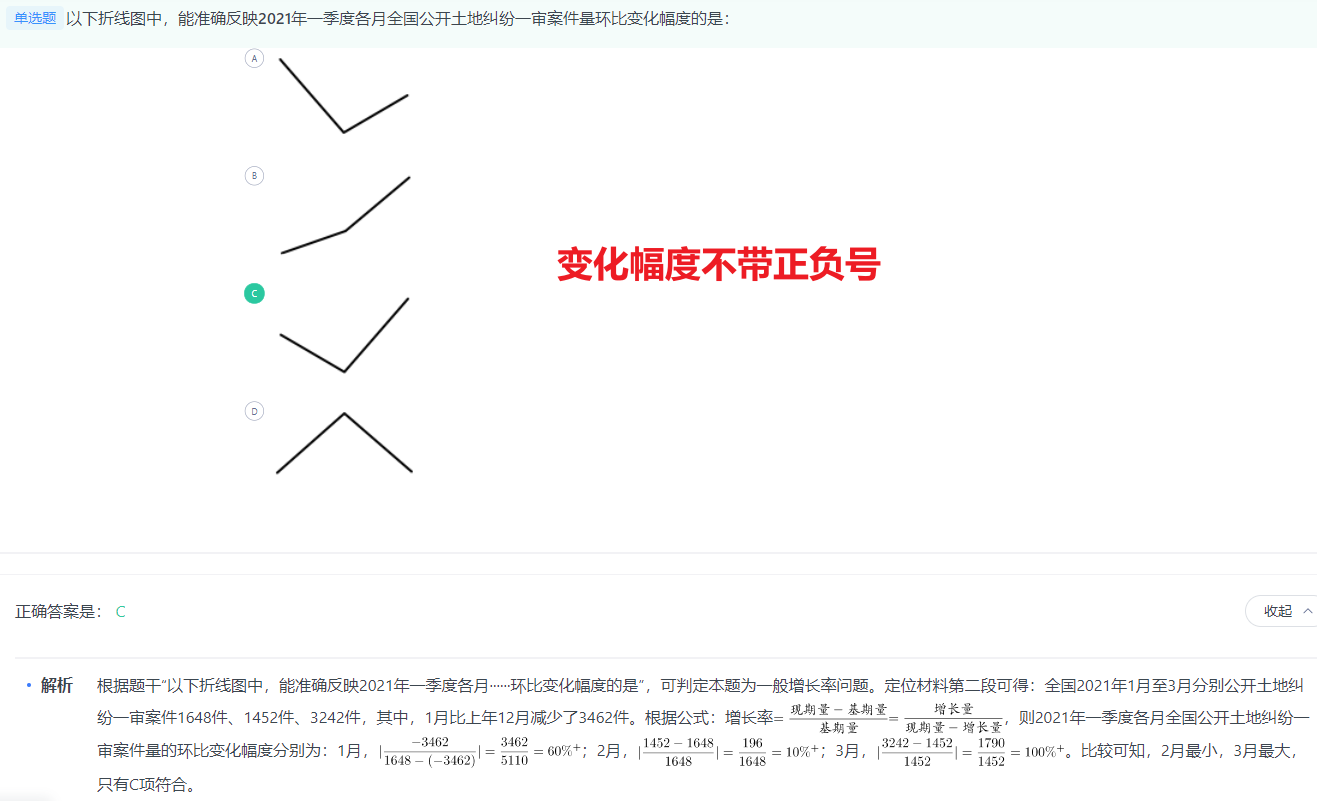 单选题 以下折线图中，能准确反映2021年一季度各月全国公开土地纠纷一审案件量环比变化幅度的是：
A
B
变化幅度不带正负号
C
D
正确答案是： C
收起
• 解析 根据题干“以下折线图中，能准确反映2021年一季度各月……环比变化幅度的是”，可判定本题为一般增长率问题。定位材料第二段可得：全国2021年1月至3月分别公开土地纠
纷一审案件1648件、1452件、3242件，其中，1月比上年12月减少了3462件。根据公式：增长率= 现期量－基期量/基期量 = 增长量/现期量－增长量，则2021年一季度各月全国公开土地纠纷一
审案件量的环比变化幅度分别为：1月，|−3462/1648−(−3462)| = 3462/5110 = 60%⁺；2月，|1452−1648/1648| = 196/1648 = 10%⁺；3月，|3242−1452/1452| = 1790/1452 = 100%⁺。比较可知，2月最小，3月最大，
只有C项符合。